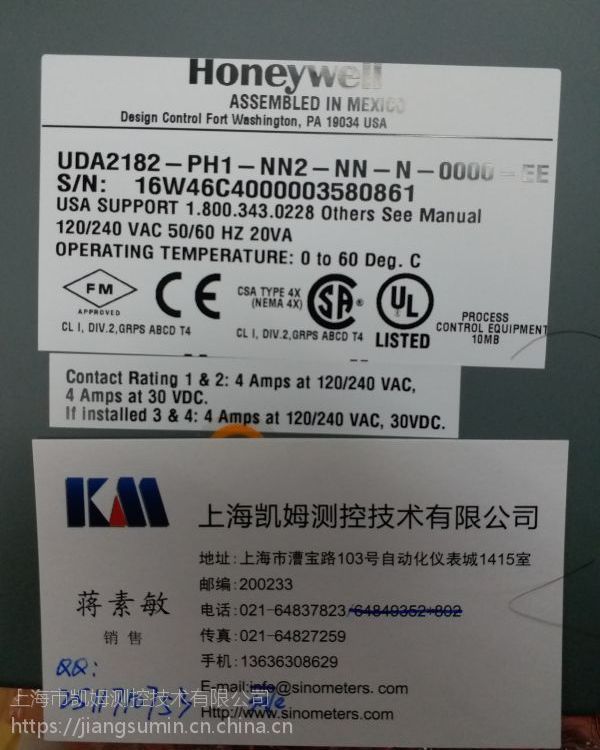 Honeywell
ASSEMBLED IN MEXICO
Design Control Fort Washington, PA 19034 USA
UDA2182-PH1-NN2-NN-N-0000-EE
S/N: 16W46C4000003580861
USA SUPPORT 1.800.343.0228 Others See Manual
120/240 VAC 50/60 HZ 20VA
OPERATING TEMPERATURE: 0 to 60 Deg. C
FM
APPROVED
CL I, DIV.2,GRPS ABCD T4
CE
CSA TYPE 4X
(NEMA 4X)
SA
CL I, DIV.2,GRPS ABCD T4
UL
LISTED
PROCESS
CONTROL EQUIPMENT
10MB
Contact Rating 1 & 2: 4 Amps at 120/240 VAC,
4 Amps at 30 VDC.
If installed 3 & 4: 4 Amps at 120/240 VAC, 30VDC.
KM
上海凯姆测控技术有限公司
地址:上海市漕宝路103号自动化仪表城1415室
邮编:200233
蒋素敏
电话:021-64837823/64849352*802
销售
传真:021-64827259
手机:13636308629
QQ:
E-mail:info@sinometers.com
sale
Http://www.sinometers.com
上海市凯姆测控技术有限公司
https://jiangsumin.cn.china.cn